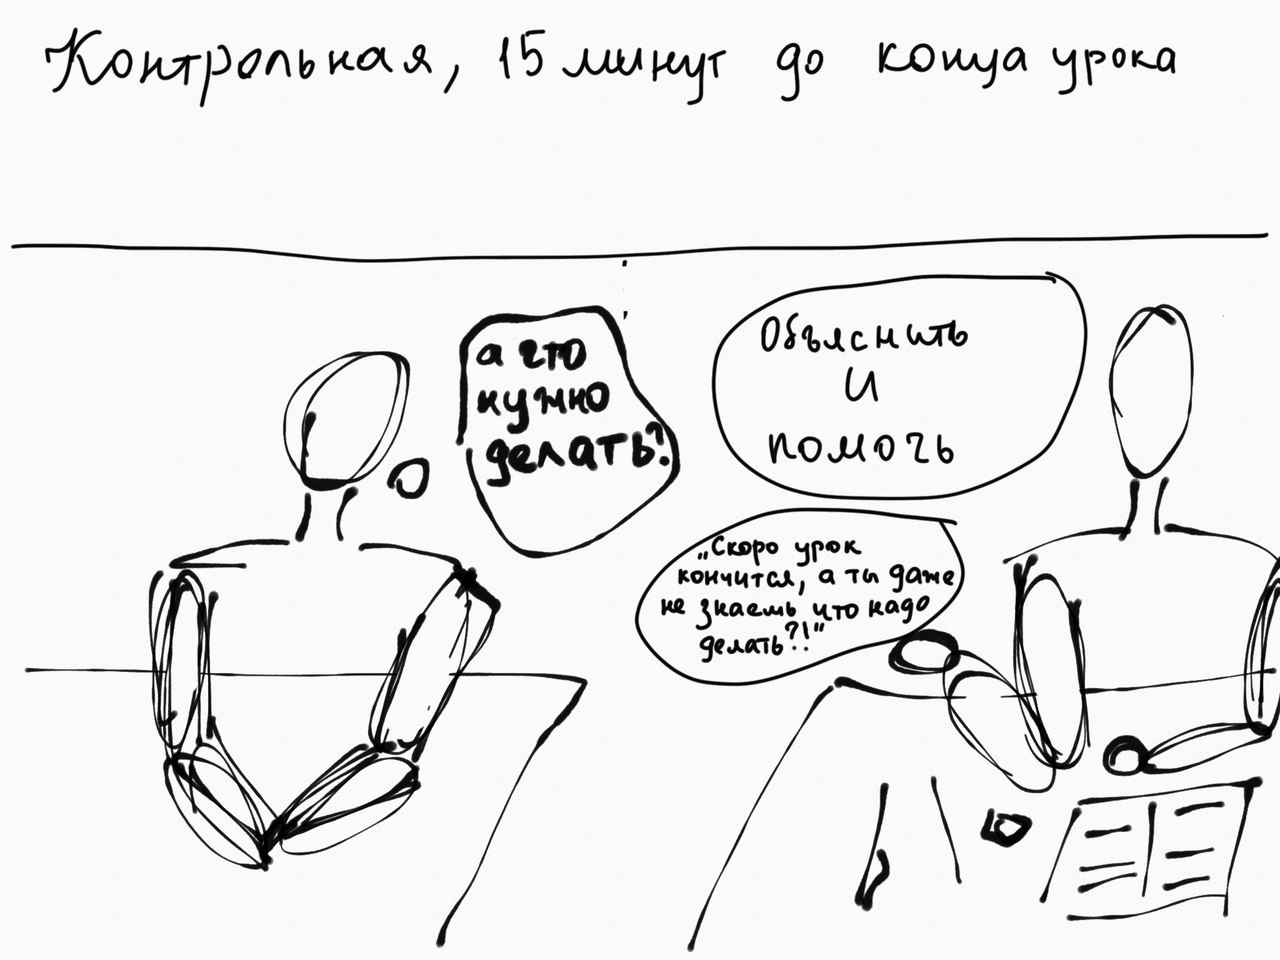 Контрольная, 15 минут до конца урока
а что
нужно
делать?
Объяснить
и
помочь
„Скоро урок
кончится, а ты даже
не знаешь что надо
делать?!"